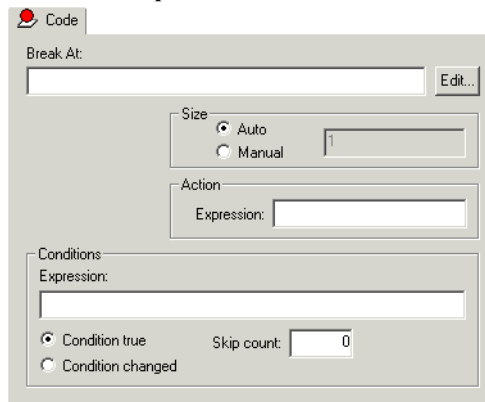 Code
Break At:
Edit...
Size
Auto
1
Manual
Action
Expression:
Conditions
Expression:
Condition true
Skip count: 0
Condition changed